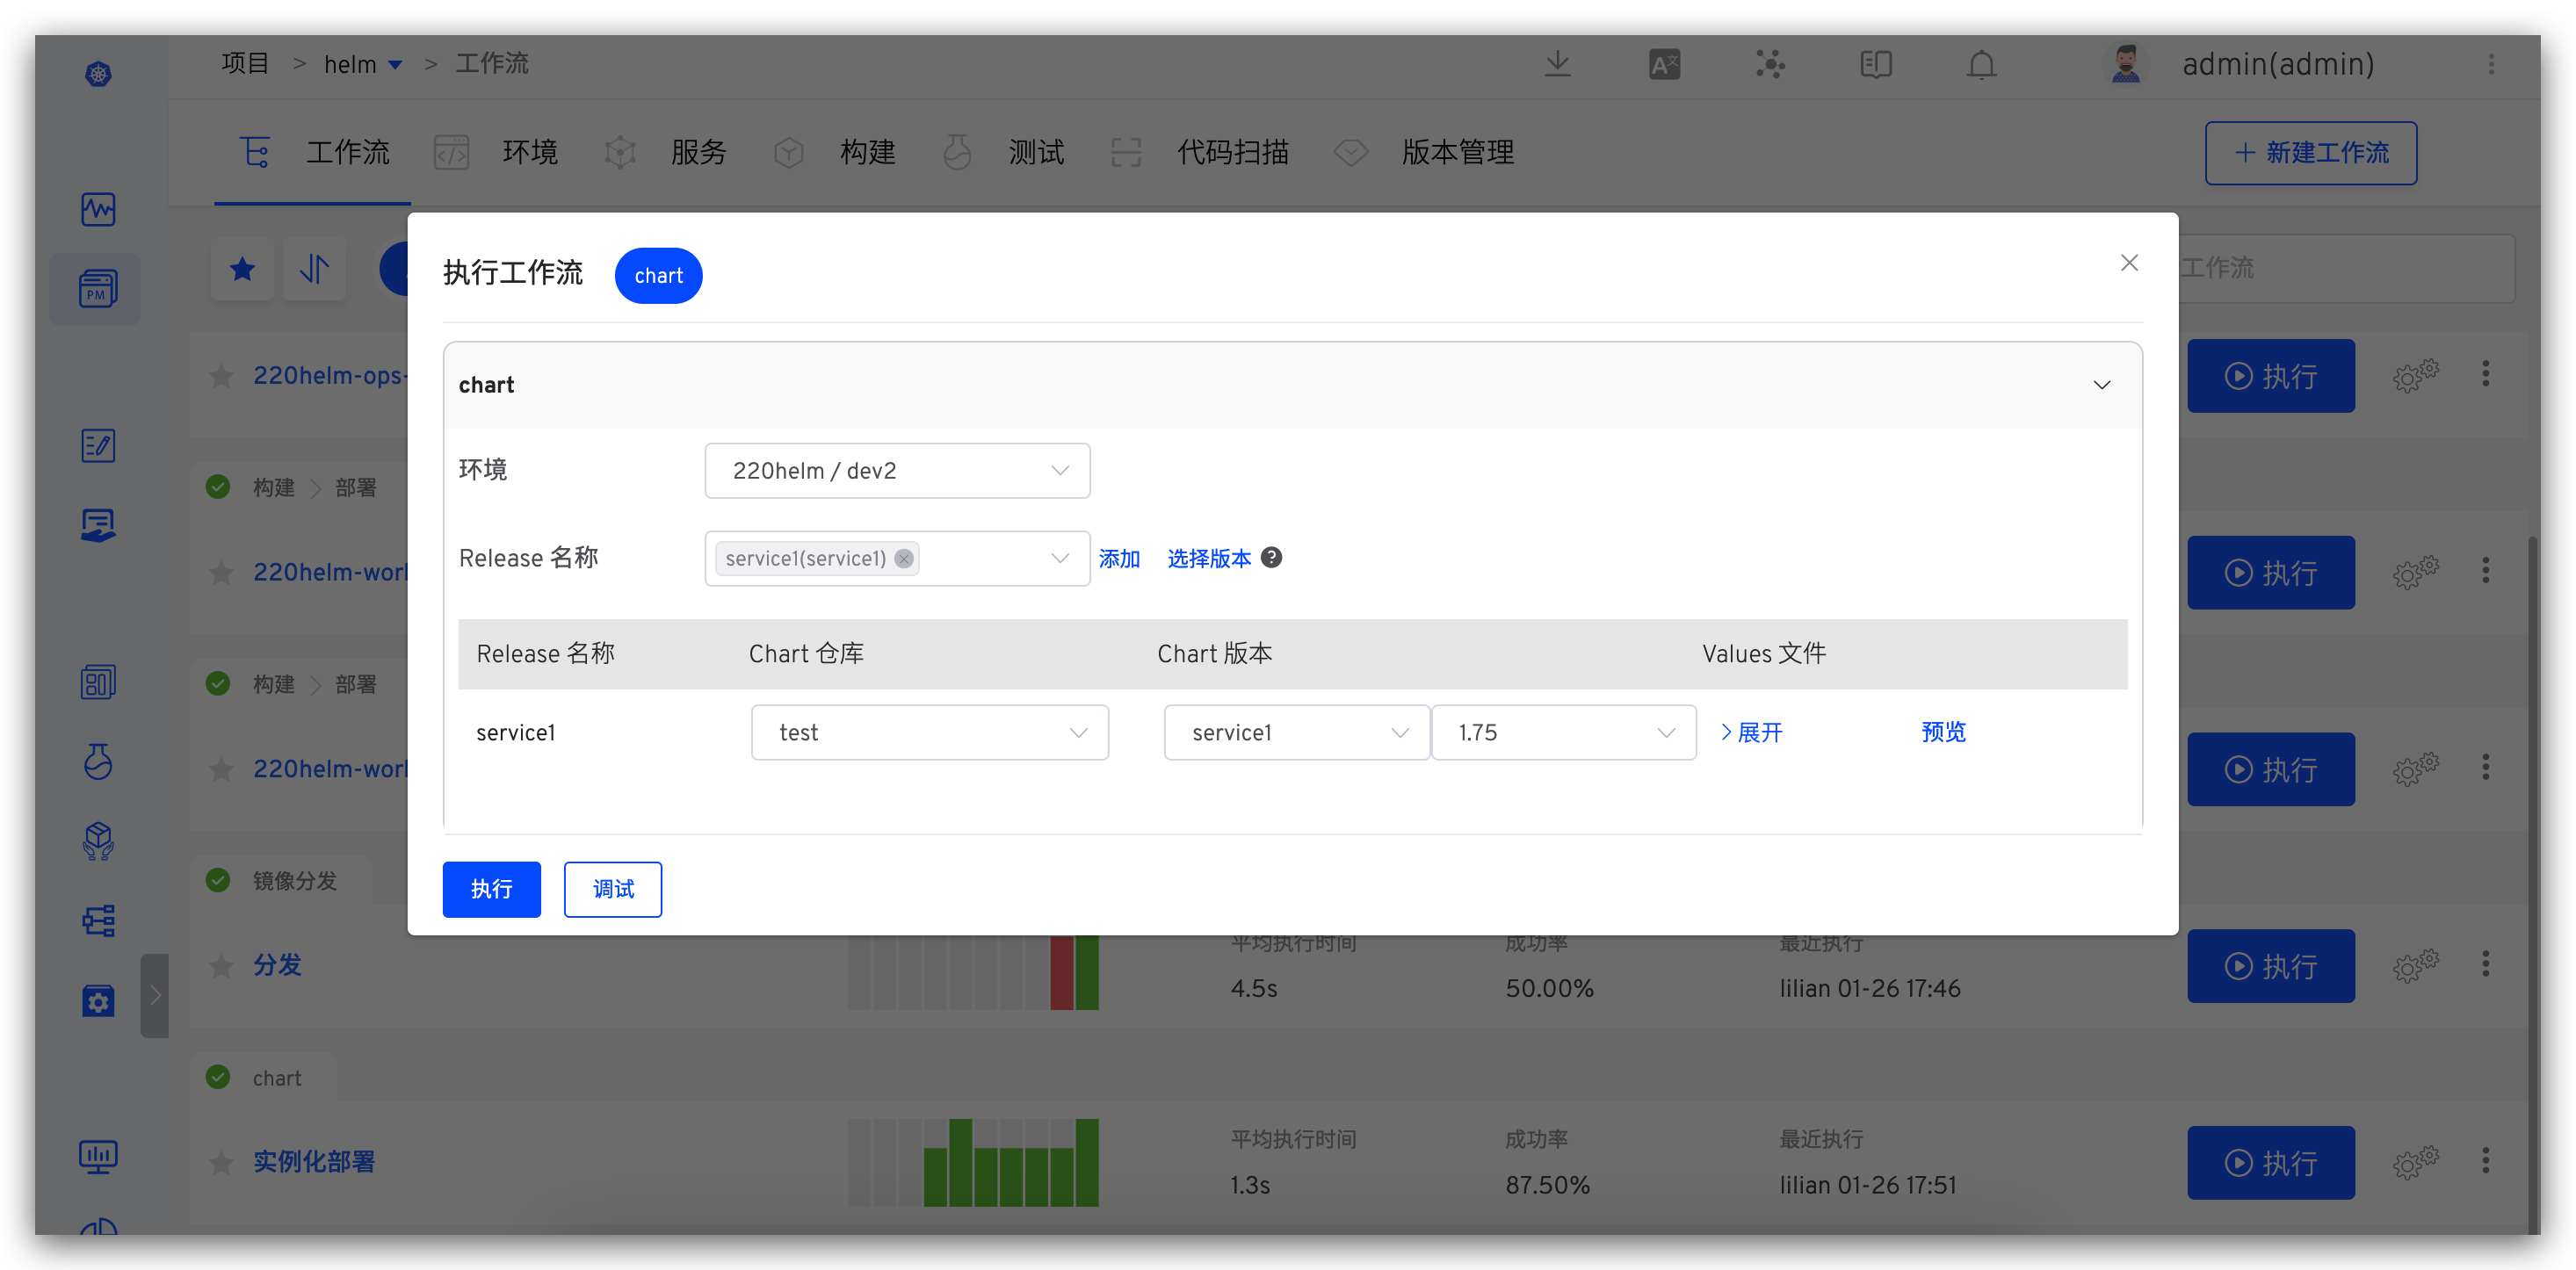 项目 > helm > 工作流
admin(admin)
工作流 环境 服务 构建 测试 代码扫描 版本管理
+ 新建工作流
PM
工作流
执行工作流 chart
chart
环境 220helm / dev2
Release 名称 service1(service1) 添加 选择版本
Release 名称 Chart 仓库 Chart 版本 Values 文件
service1 test service1 1.75 展开 预览
执行 调试
220helm-ops- 执行
构建 部署
220helm-worl 执行
构建 部署
220helm-worl 执行
镜像分发
平均执行时间 成功率 最近执行
分发 4.5s 50.00% lilian 01-26 17:46 执行
chart
平均执行时间 成功率 最近执行
实例化部署 1.3s 87.50% lilian 01-26 17:51 执行